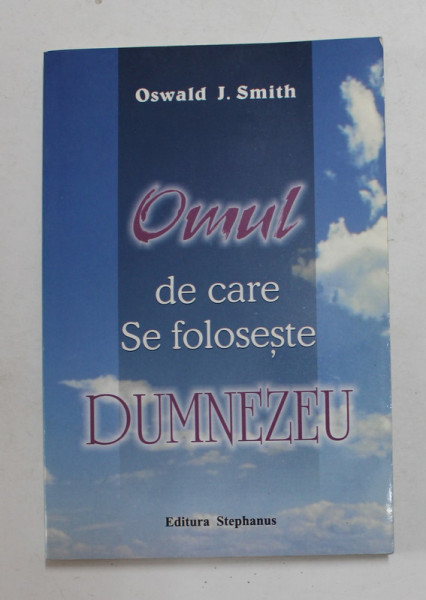 Oswald J. Smith
Omul
de care
Se folosește
DUMNEZEU
Editura Stephanus